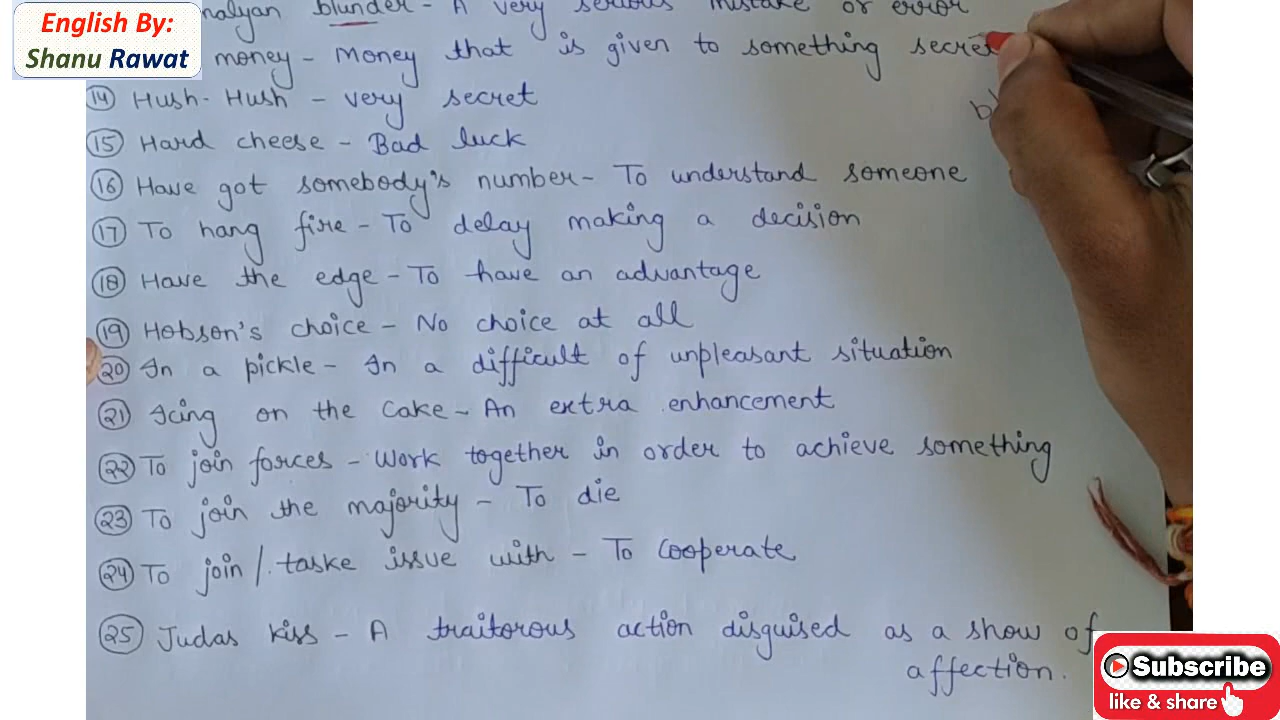 English By:
Shanu Rawat
blunder - A very serious mistake or error
money - Money that is given to something secret
14 Hush-Hush - very secret
15 Hard cheese - Bad luck
16 Have got somebody's number - To understand someone
17 To hang fire - To delay making a decision
18 Have the edge - To have an advantage
19 Hobson's choice - No choice at all
20 In a pickle - In a difficult of unpleasant situation
21 Icing on the cake - An extra enhancement
22 To join forces - Work together in order to achieve something
23 To join the majority - To die
24 To join/taske issue with - To cooperate
25 Judas kiss - A traitorous action disguised as a show of
affection.
Subscribe
like & share